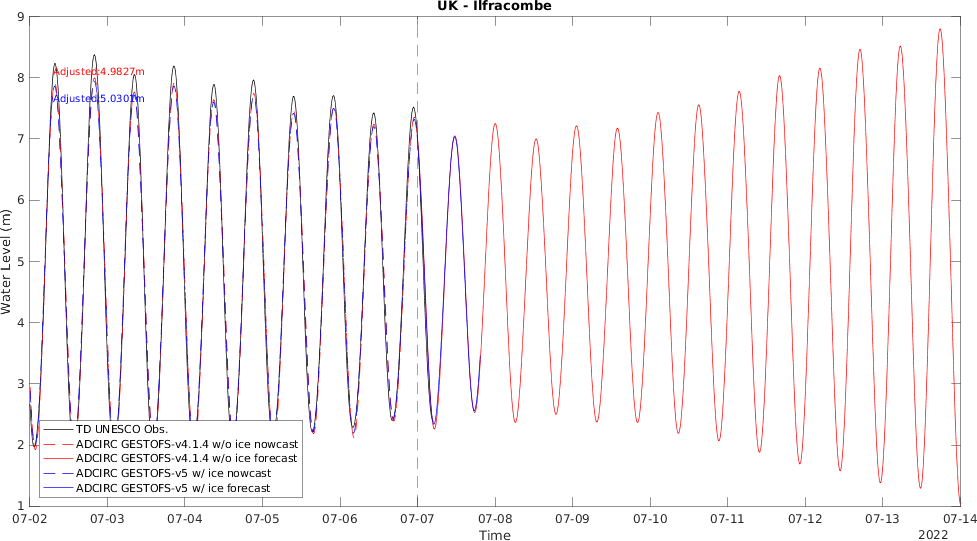 UK - Ilfracombe
9
8
7
6
5
4
3
2
1
Water Level (m)
Adjusted:4.9827m
Adjusted:5.0301m
TD UNESCO Obs.
ADCIRC GESTOFS-v4.1.4 w/o ice nowcast
ADCIRC GESTOFS-v4.1.4 w/o ice forecast
ADCIRC GESTOFS-v5 w/ ice nowcast
ADCIRC GESTOFS-v5 w/ ice forecast
07-02 07-03 07-04 07-05 07-06 07-07 07-08 07-09 07-10 07-11 07-12 07-13 07-14
Time
2022